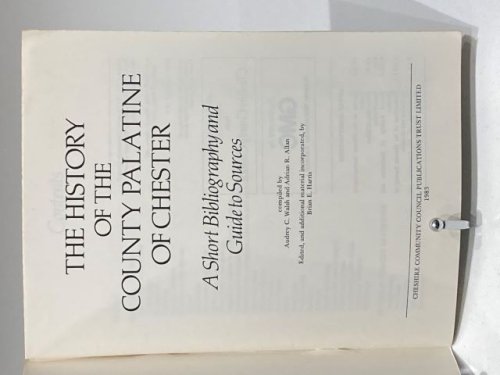 THE HISTORY
OF THE
COUNTY PALATINE
OF CHESTER
A Short Bibliography and
Guide to Sources
compiled by
Audrey C. Walsh and Adrian R. Allan
Edited, and additional material incorporated, by
Brian E. Harris
CHESHIRE COMMUNITY COUNCIL PUBLICATIONS TRUST LIMITED
1983